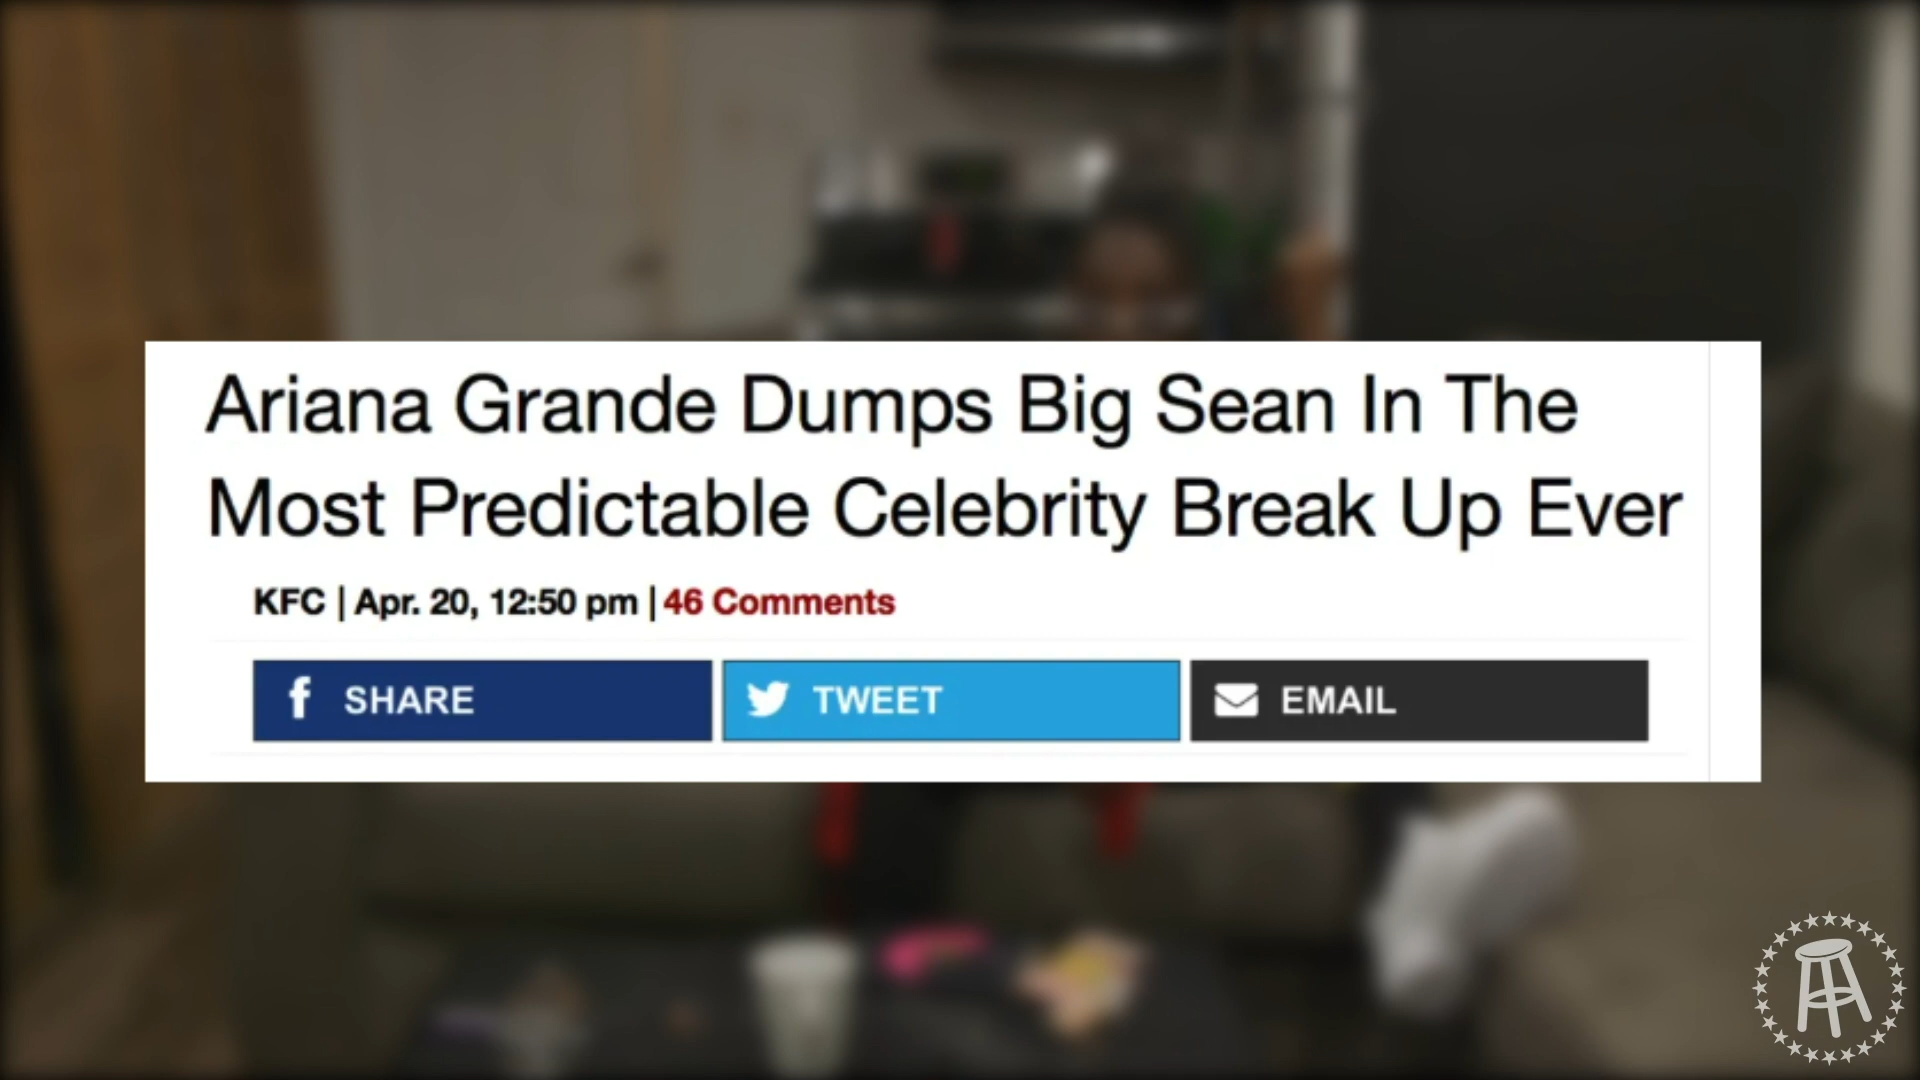 Ariana Grande Dumps Big Sean In The
Most Predictable Celebrity Break Up Ever
KFC | Apr. 20, 12:50 pm | 46 Comments
SHARE
TWEET
EMAIL